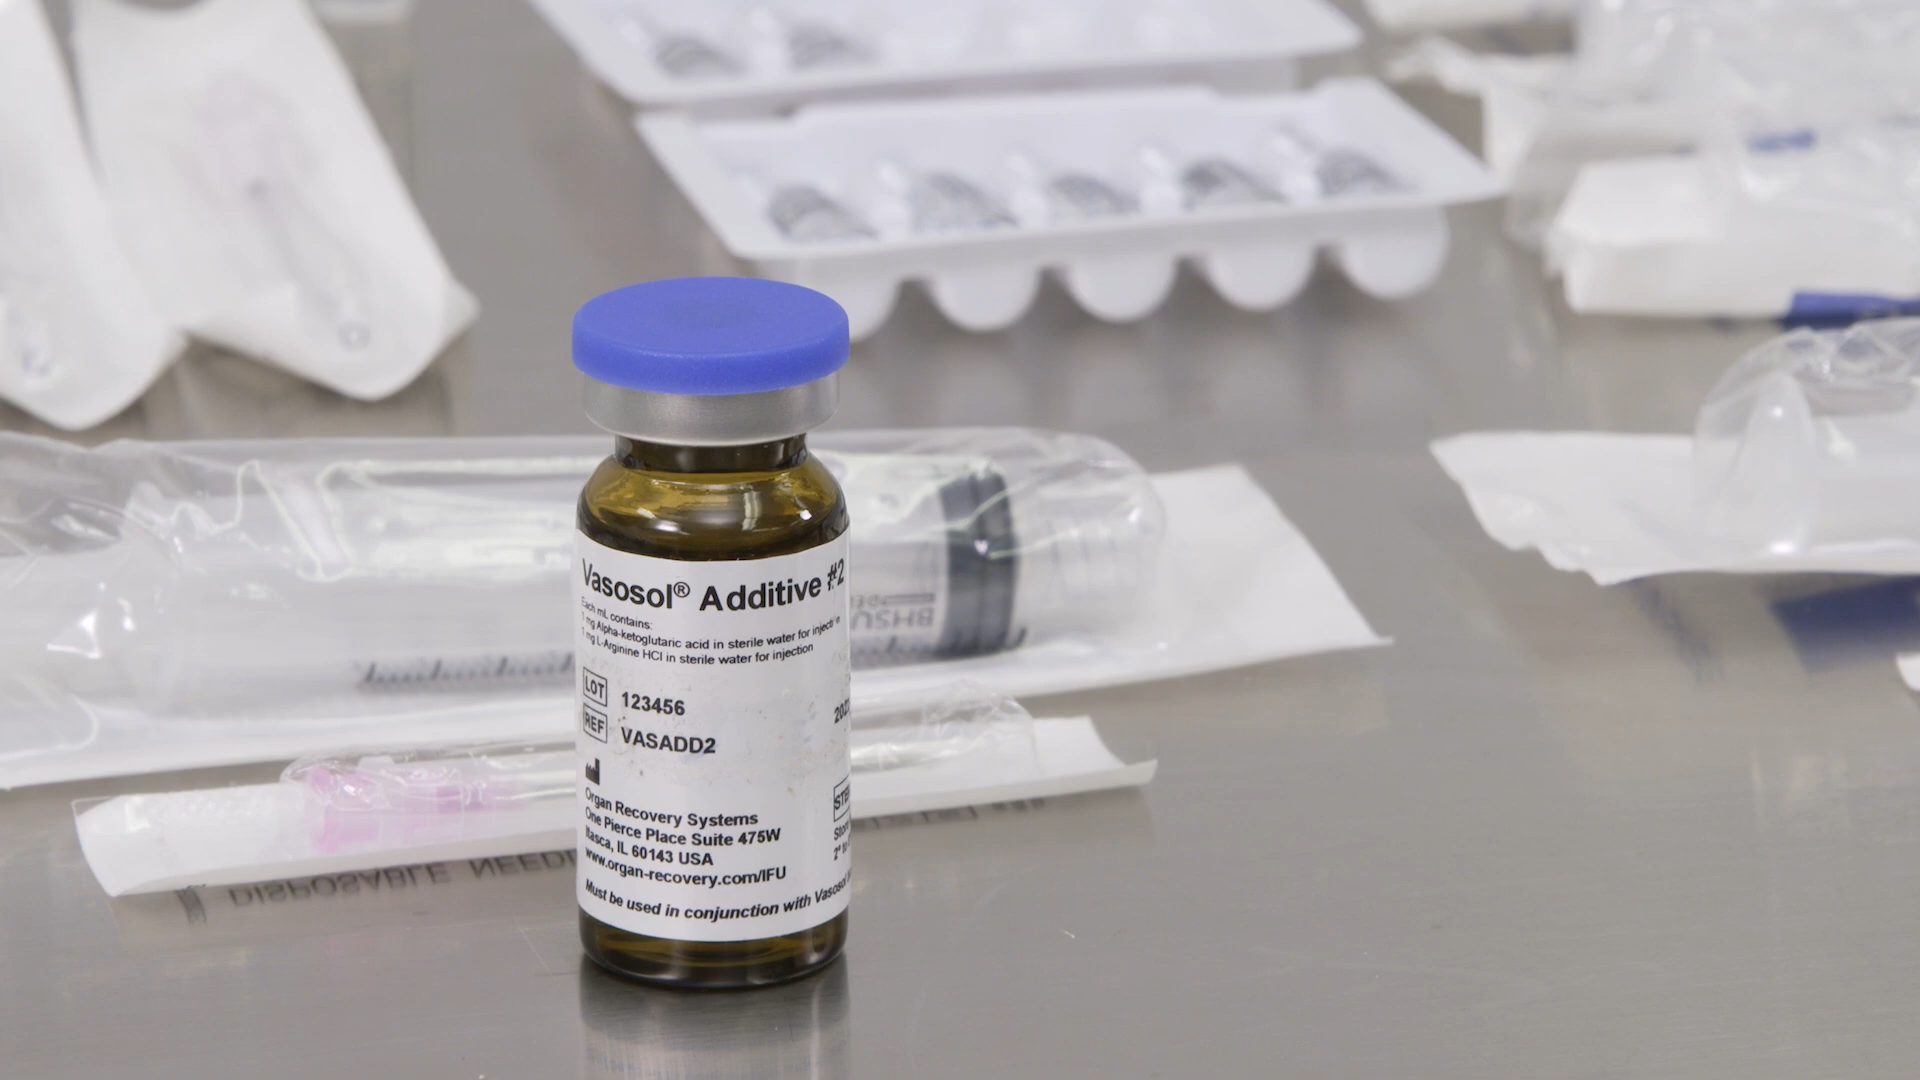 Vasosol® Additive #2
Each mL contains:
mg Alpha-ketoglutaric acid in sterile water for
mg L-Arginine HCl in sterile water for injection
LOT 123456
REF VASADD2
Organ Recovery Systems
One Pierce Place Suite 475W
Itasca, IL 60143 USA
www.organ-recovery.com/IFU
Must be used in conjunction with Vasosol
BHSU
DISPOSABLE